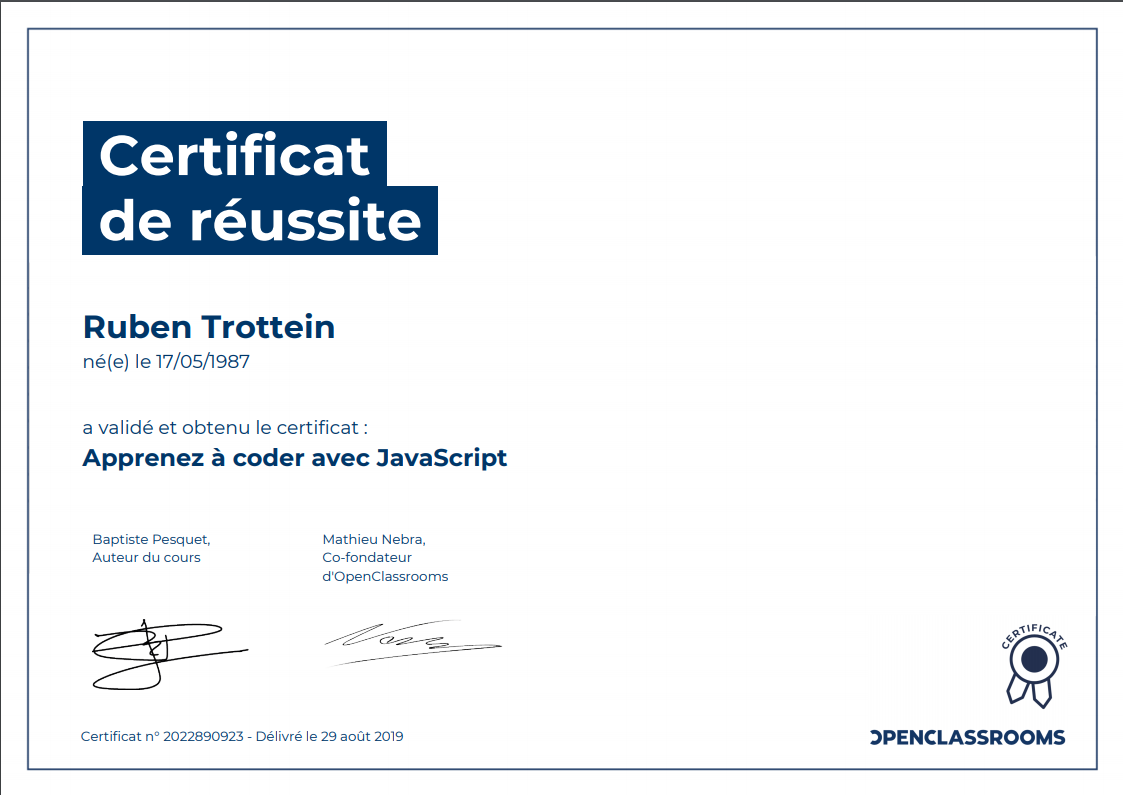 Certificat
de réussite
Ruben Trottein
né(e) le 17/05/1987
a validé et obtenu le certificat :
Apprenez à coder avec JavaScript
Baptiste Pesquet,
Auteur du cours
Mathieu Nebra,
Co-fondateur
d'OpenClassrooms
CERTIFICATE
Certificat n° 2022890923 - Délivré le 29 août 2019
OPENCLASSROOMS